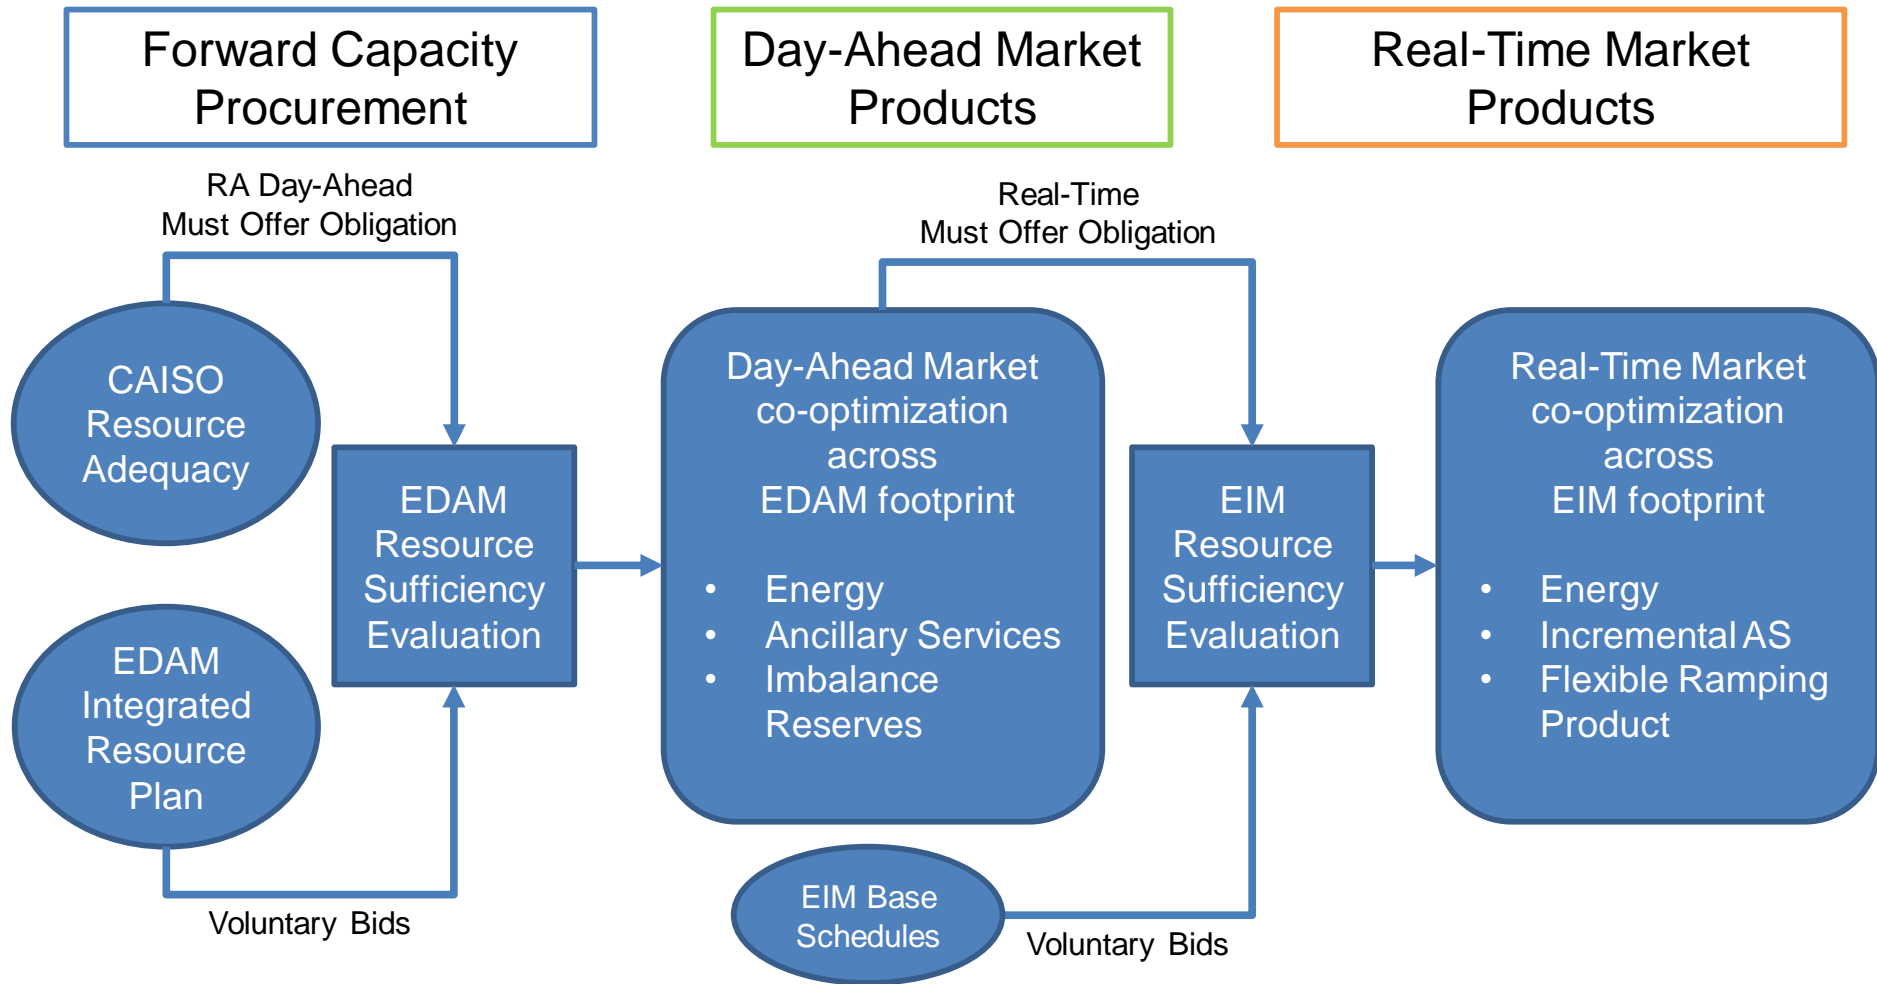 Forward Capacity
Procurement
Day-Ahead Market
Products
Real-Time Market
Products
RA Day-Ahead
Must Offer Obligation
Real-Time
Must Offer Obligation
CAISO
Resource
Adequacy
EDAM
Integrated
Resource
Plan
Voluntary Bids
EDAM
Resource
Sufficiency
Evaluation
Day-Ahead Market
co-optimization
across
EDAM footprint
• Energy
• Ancillary Services
• Imbalance
Reserves
EIM Base
Schedules
Voluntary Bids
EIM
Resource
Sufficiency
Evaluation
Real-Time Market
co-optimization
across
EIM footprint
• Energy
• Incremental AS
• Flexible Ramping
Product